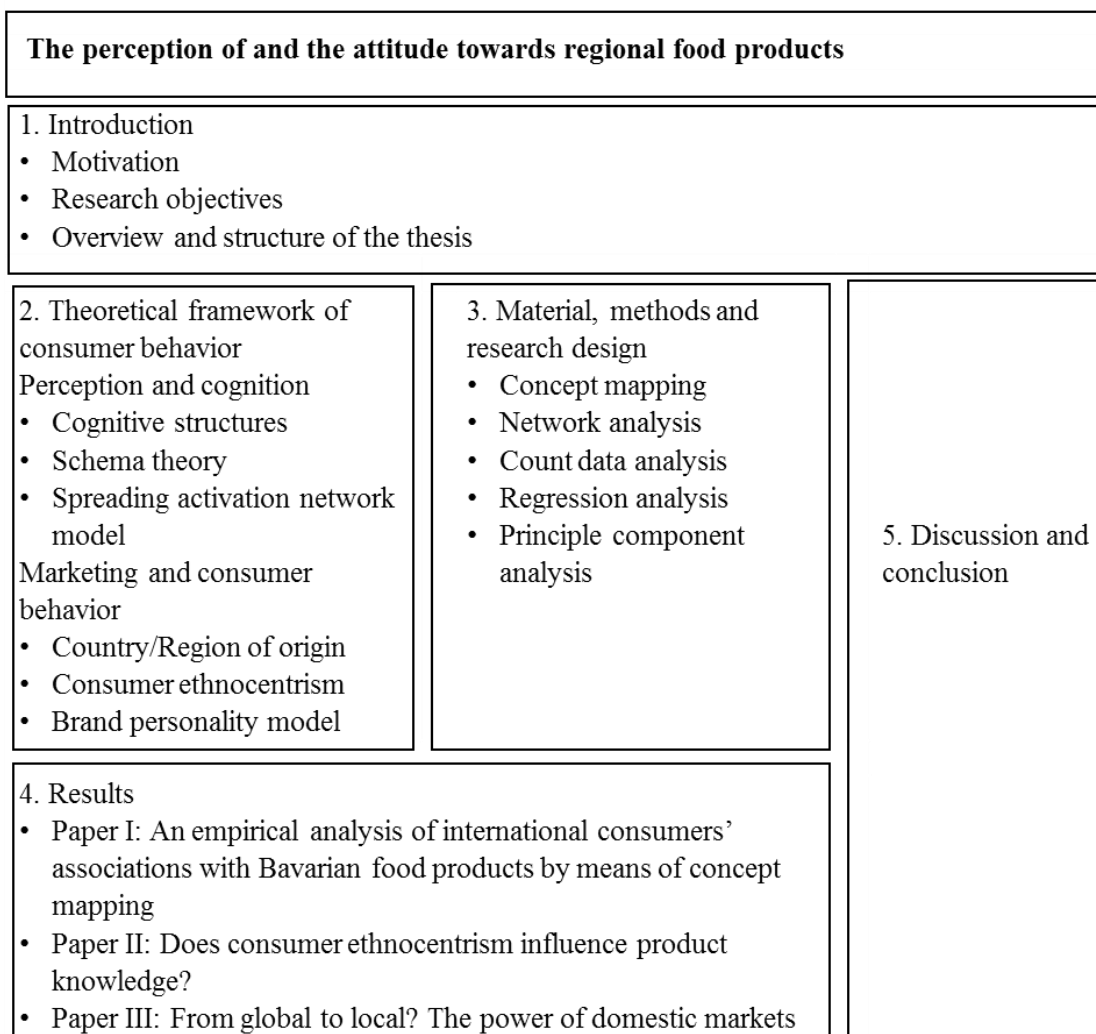 The perception of and the attitude towards regional food products
1. Introduction
• Motivation
• Research objectives
• Overview and structure of the thesis
2. Theoretical framework of
consumer behavior
Perception and cognition
• Cognitive structures
• Schema theory
• Spreading activation network
model
Marketing and consumer
behavior
• Country/Region of origin
• Consumer ethnocentrism
• Brand personality model
3. Material, methods and
research design
• Concept mapping
• Network analysis
• Count data analysis
• Regression analysis
• Principle component
analysis
4. Results
• Paper I: An empirical analysis of international consumers’
associations with Bavarian food products by means of concept
mapping
• Paper II: Does consumer ethnocentrism influence product
knowledge?
• Paper III: From global to local? The power of domestic markets
5. Discussion and
conclusion